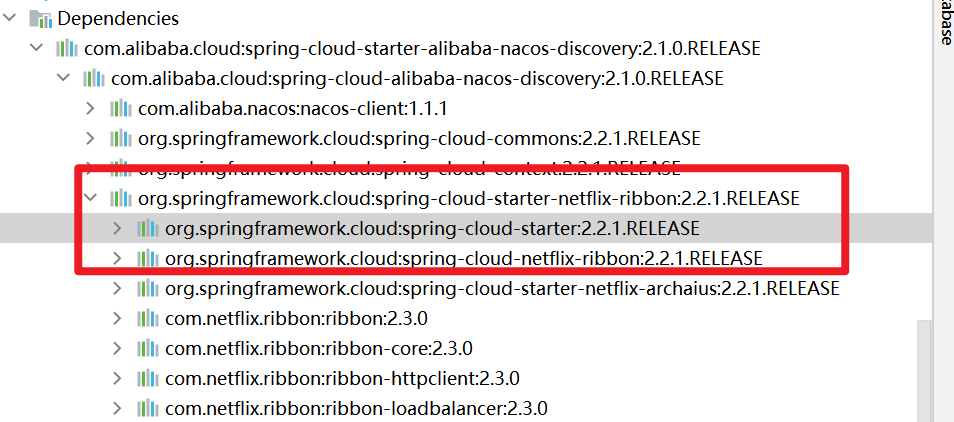 Dependencies
com.alibaba.cloud:spring-cloud-starter-alibaba-nacos-discovery:2.1.0.RELEASE
com.alibaba.cloud:spring-cloud-alibaba-nacos-discovery:2.1.0.RELEASE
com.alibaba.nacos:nacos-client:1.1.1
org.springframework.cloud:spring-cloud-commons:2.2.1.RELEASE
org.springframework.cloud:spring-cloud-context:2.2.1.RELEASE
org.springframework.cloud:spring-cloud-starter-netflix-ribbon:2.2.1.RELEASE
org.springframework.cloud:spring-cloud-starter:2.2.1.RELEASE
org.springframework.cloud:spring-cloud-netflix-ribbon:2.2.1.RELEASE
org.springframework.cloud:spring-cloud-starter-netflix-archaius:2.2.1.RELEASE
com.netflix.ribbon:ribbon:2.3.0
com.netflix.ribbon:ribbon-core:2.3.0
com.netflix.ribbon:ribbon-httpclient:2.3.0
com.netflix.ribbon:ribbon-loadbalancer:2.3.0
tabase